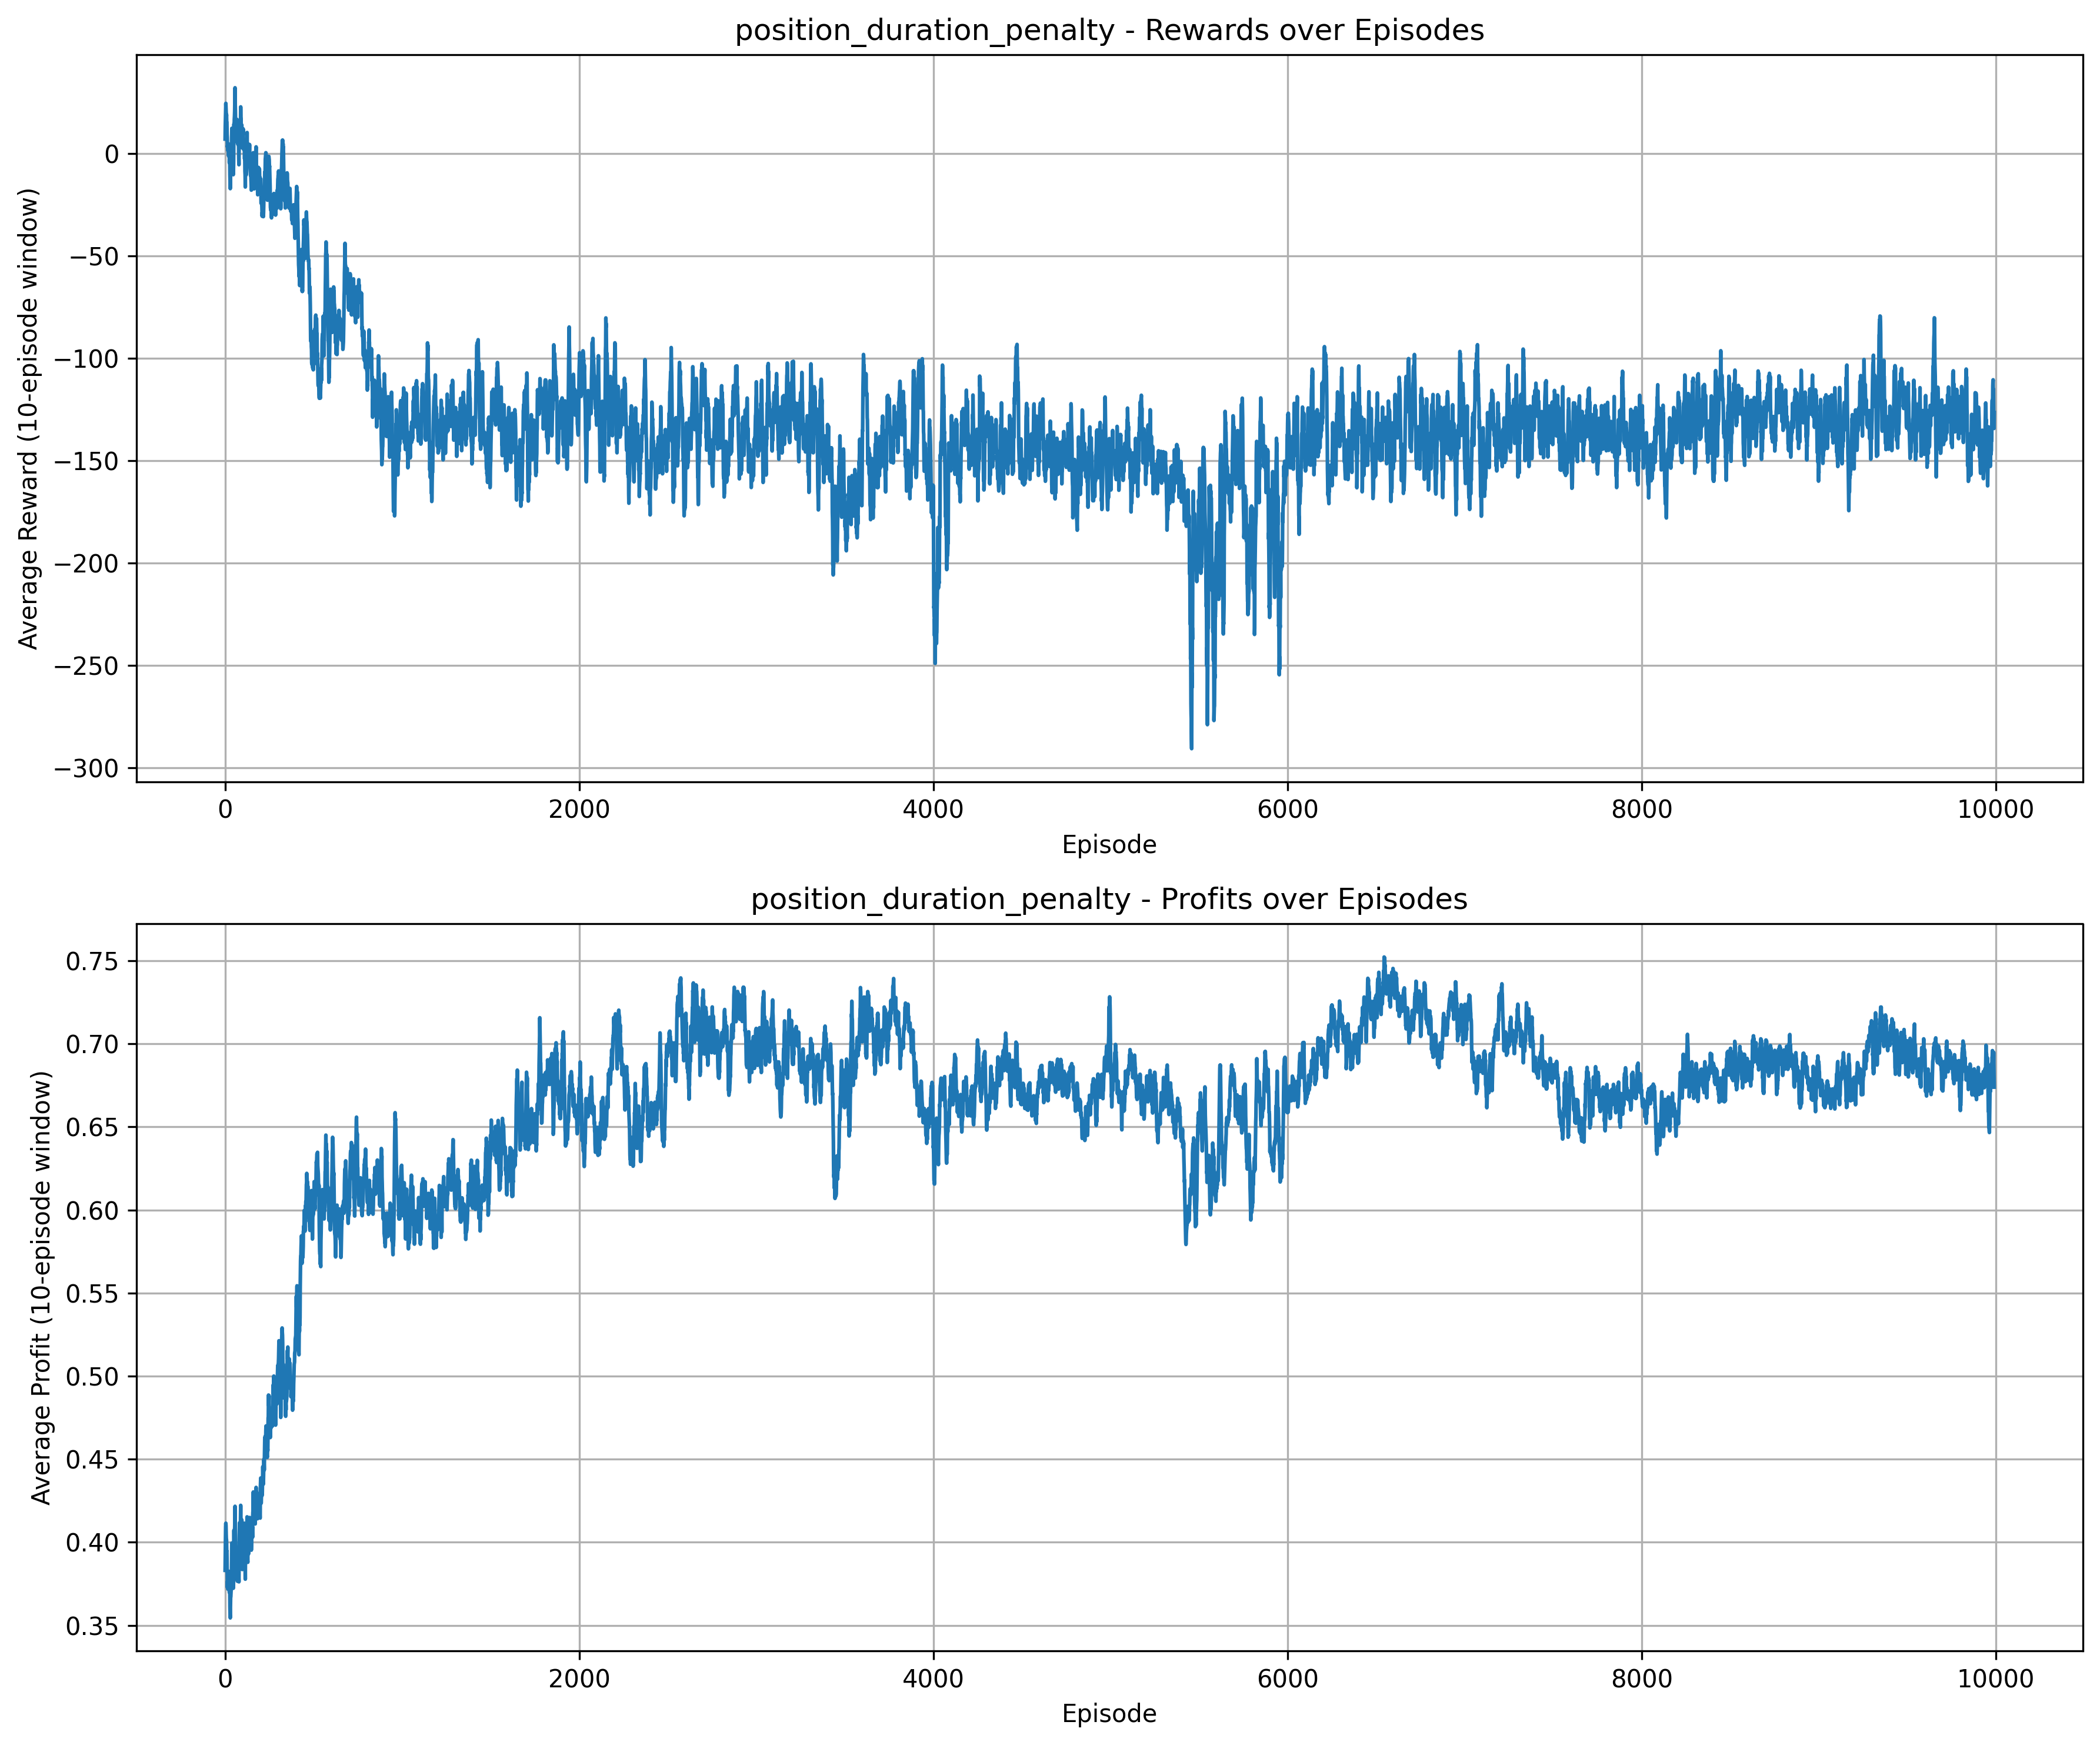 position_duration_penalty - Rewards over Episodes
Average Reward (10-episode window)
0
−50
−100
−150
−200
−250
−300
0 2000 4000 6000 8000 10000
Episode
position_duration_penalty - Profits over Episodes
Average Profit (10-episode window)
0.75
0.70
0.65
0.60
0.55
0.50
0.45
0.40
0.35
0 2000 4000 6000 8000 10000
Episode